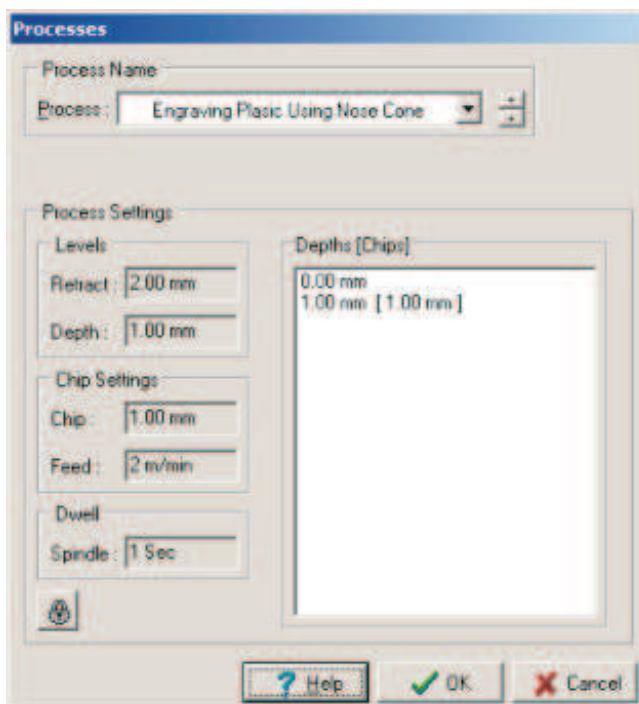 Processes
Process Name
Process : Engraving Plasic Using Nose Cone
Process Settings
Levels
Retract : 2.00 mm
Depth : 1.00 mm
Chip Settings
Chip : 1.00 mm
Feed : 2 m/min
Dwell
Spindle : 1 Sec
Depths [Chips]
0.00 mm
1.00 mm [ 1.00 mm ]
? Help
OK
Cancel